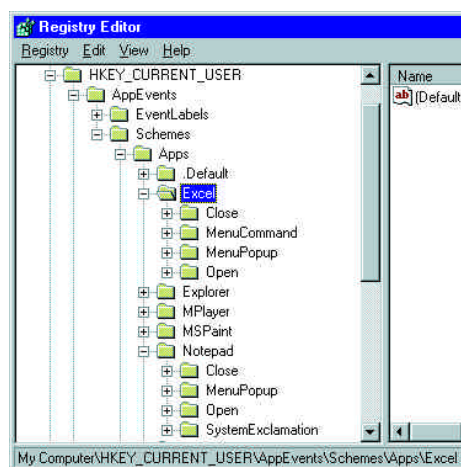 Registry Editor
Registry Edit View Help
HKEY_CURRENT_USER
AppEvents
EventLabels
Schemes
Apps
.Default
Excel
Close
MenuCommand
MenuPopup
Open
Explorer
MPlayer
MSPaint
Notepad
Close
MenuPopup
Open
SystemExclamation
Name
ab (Default
My Computer\HKEY_CURRENT_USER\AppEvents\Schemes\Apps\Excel